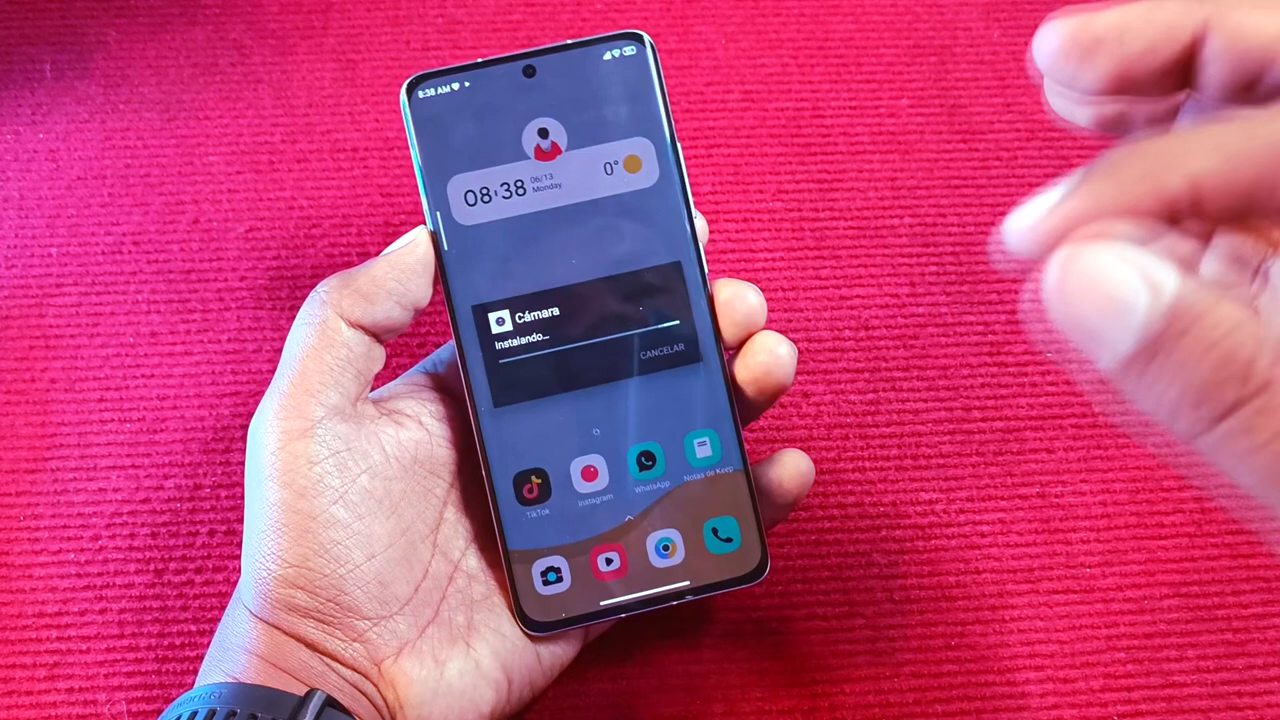 8:38 AM
08:38
06/13
Monday
0°
Cámara
Instalando...
CANCELAR
TikTok
Instagram
WhatsApp
Notas de Keep